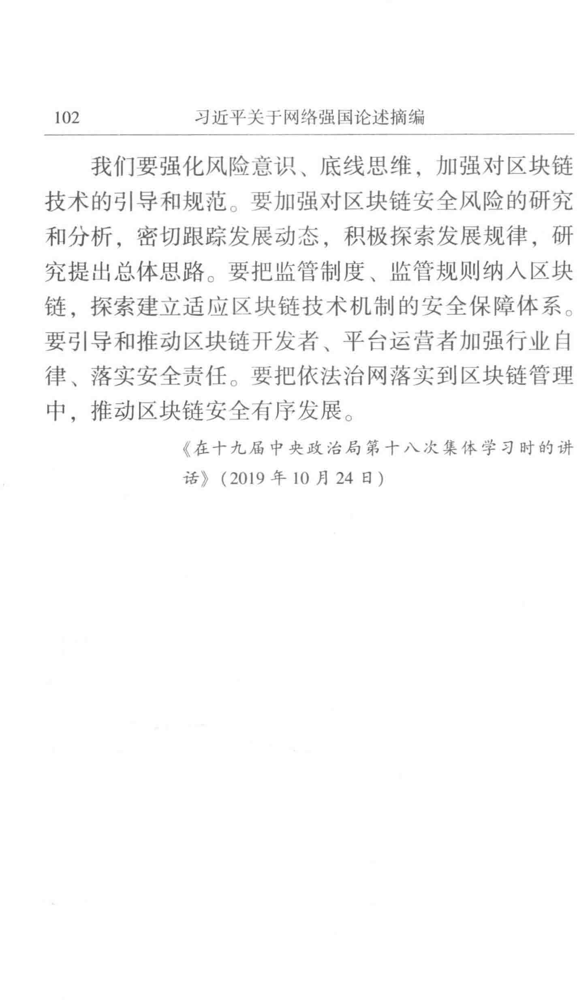 102 习近平关于网络强国论述摘编
我们要强化风险意识、底线思维，加强对区块链
技术的引导和规范。要加强对区块链安全风险的研究
和分析，密切跟踪发展动态，积极探索发展规律，研
究提出总体思路。要把监管制度、监管规则纳入区块
链，探索建立适应区块链技术机制的安全保障体系。
要引导和推动区块链开发者、平台运营者加强行业自
律、落实安全责任。要把依法治网落实到区块链管理
中，推动区块链安全有序发展。
《在十九届中央政治局第十八次集体学习时的讲
话》（2019 年 10 月 24 日）